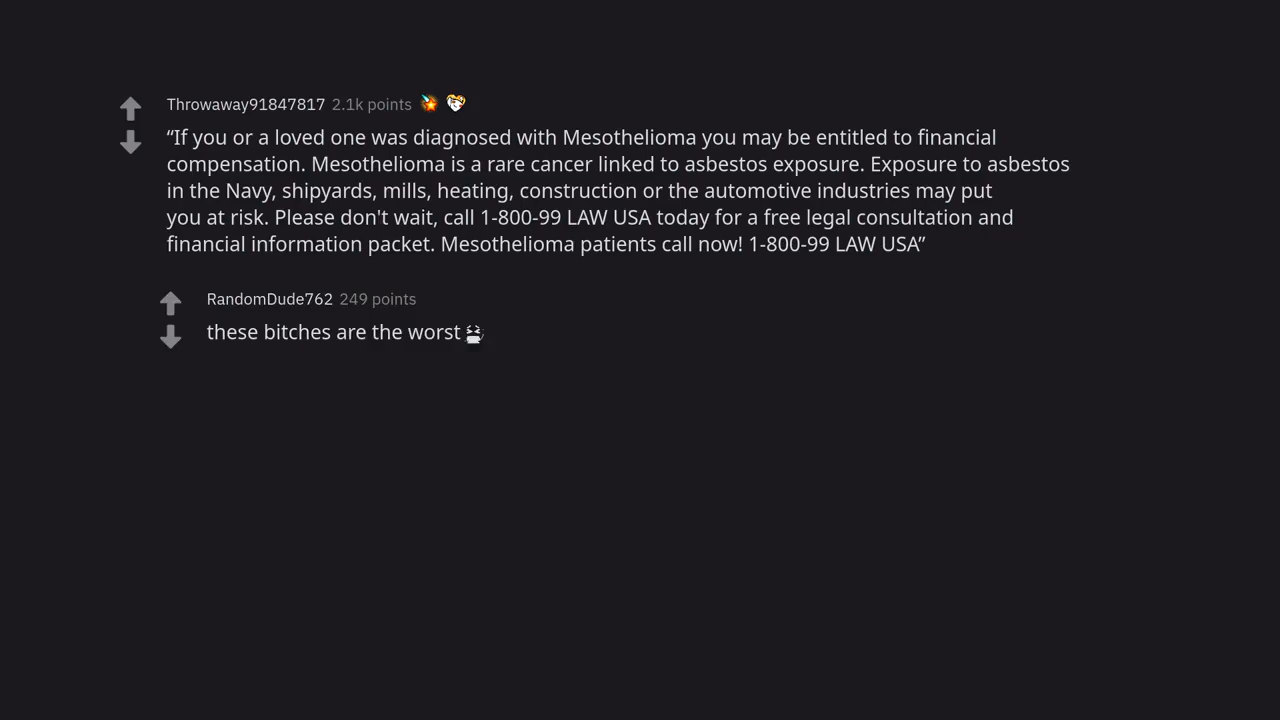 Throwaway91847817 2.1k points
“If you or a loved one was diagnosed with Mesothelioma you may be entitled to financial
compensation. Mesothelioma is a rare cancer linked to asbestos exposure. Exposure to asbestos
in the Navy, shipyards, mills, heating, construction or the automotive industries may put
you at risk. Please don't wait, call 1-800-99 LAW USA today for a free legal consultation and
financial information packet. Mesothelioma patients call now! 1-800-99 LAW USA”
RandomDude762 249 points
these bitches are the worst